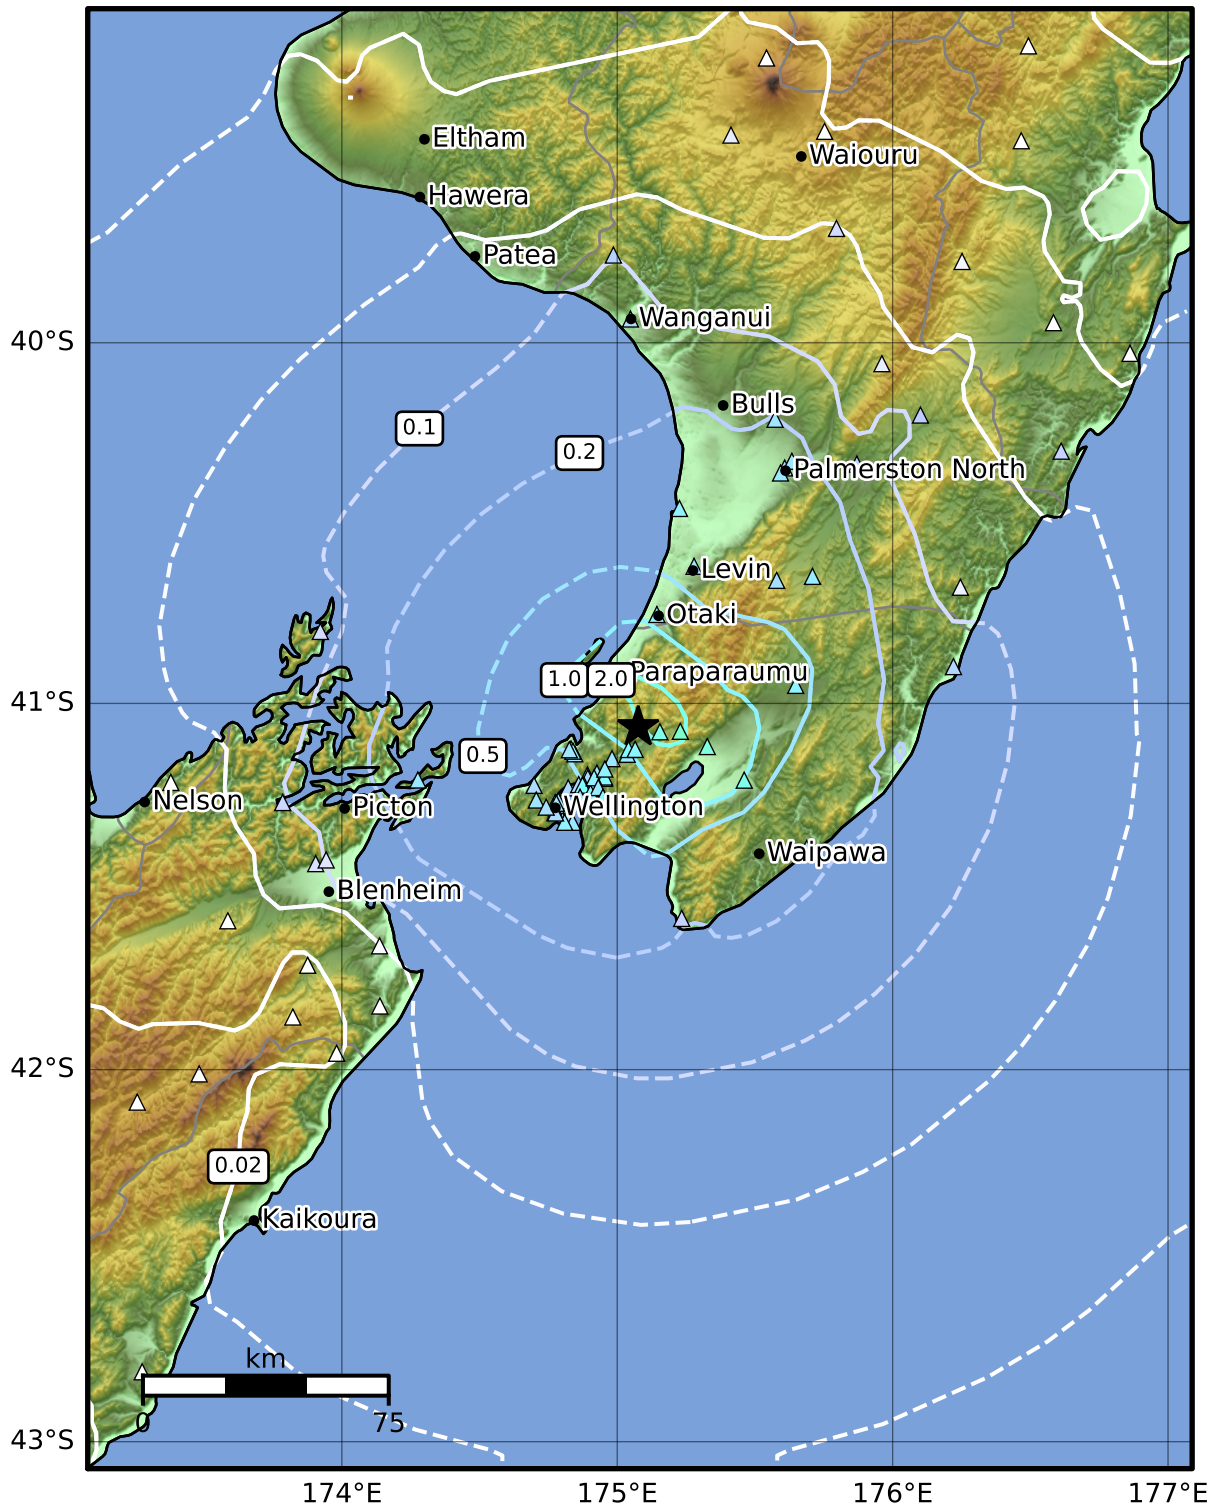 Eltham
Waiouru
Hawera
Patea
Wanganui
40°S
Bulls
0.1
0.2
Palmerston North
Levin
Otaki
Paraparaumu
1.0
2.0
41°S
0.5
Nelson
Picton
Wellington
Waipawa
Blenheim
42°S
0.02
Kaikoura
km
0
75
43°S
174°E
175°E
176°E
177°E